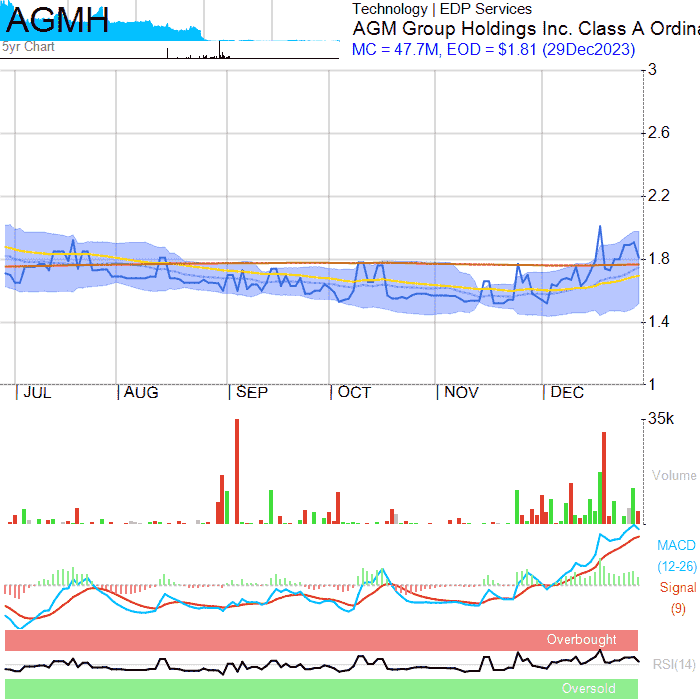 AGMH
5yr Chart
Technology | EDP Services
AGM Group Holdings Inc. Class A Ordina
MC = 47.7M, EOD = $1.81 (29Dec2023)
3
2.6
2.2
1.8
1.4
1
JUL AUG SEP OCT NOV DEC
35k
Volume
MACD
(12-26)
Signal
(9)
Overbought
RSI(14)
Oversold